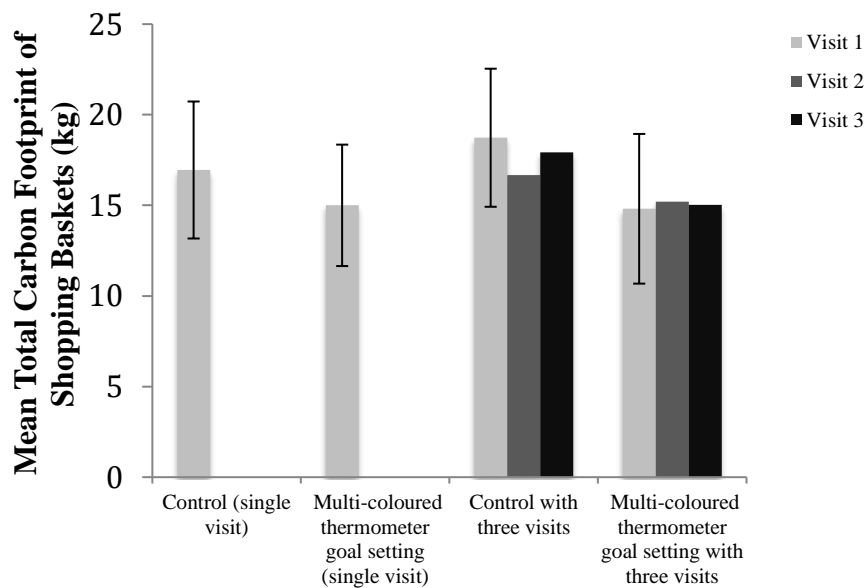 Mean Total Carbon Footprint of
Shopping Baskets (kg)
25
20
15
10
5
0
Visit 1
Visit 2
Visit 3
Control (single
visit)
Multi-coloured
thermometer
goal setting
(single visit)
Control with
three visits
Multi-coloured
thermometer
goal setting with
three visits